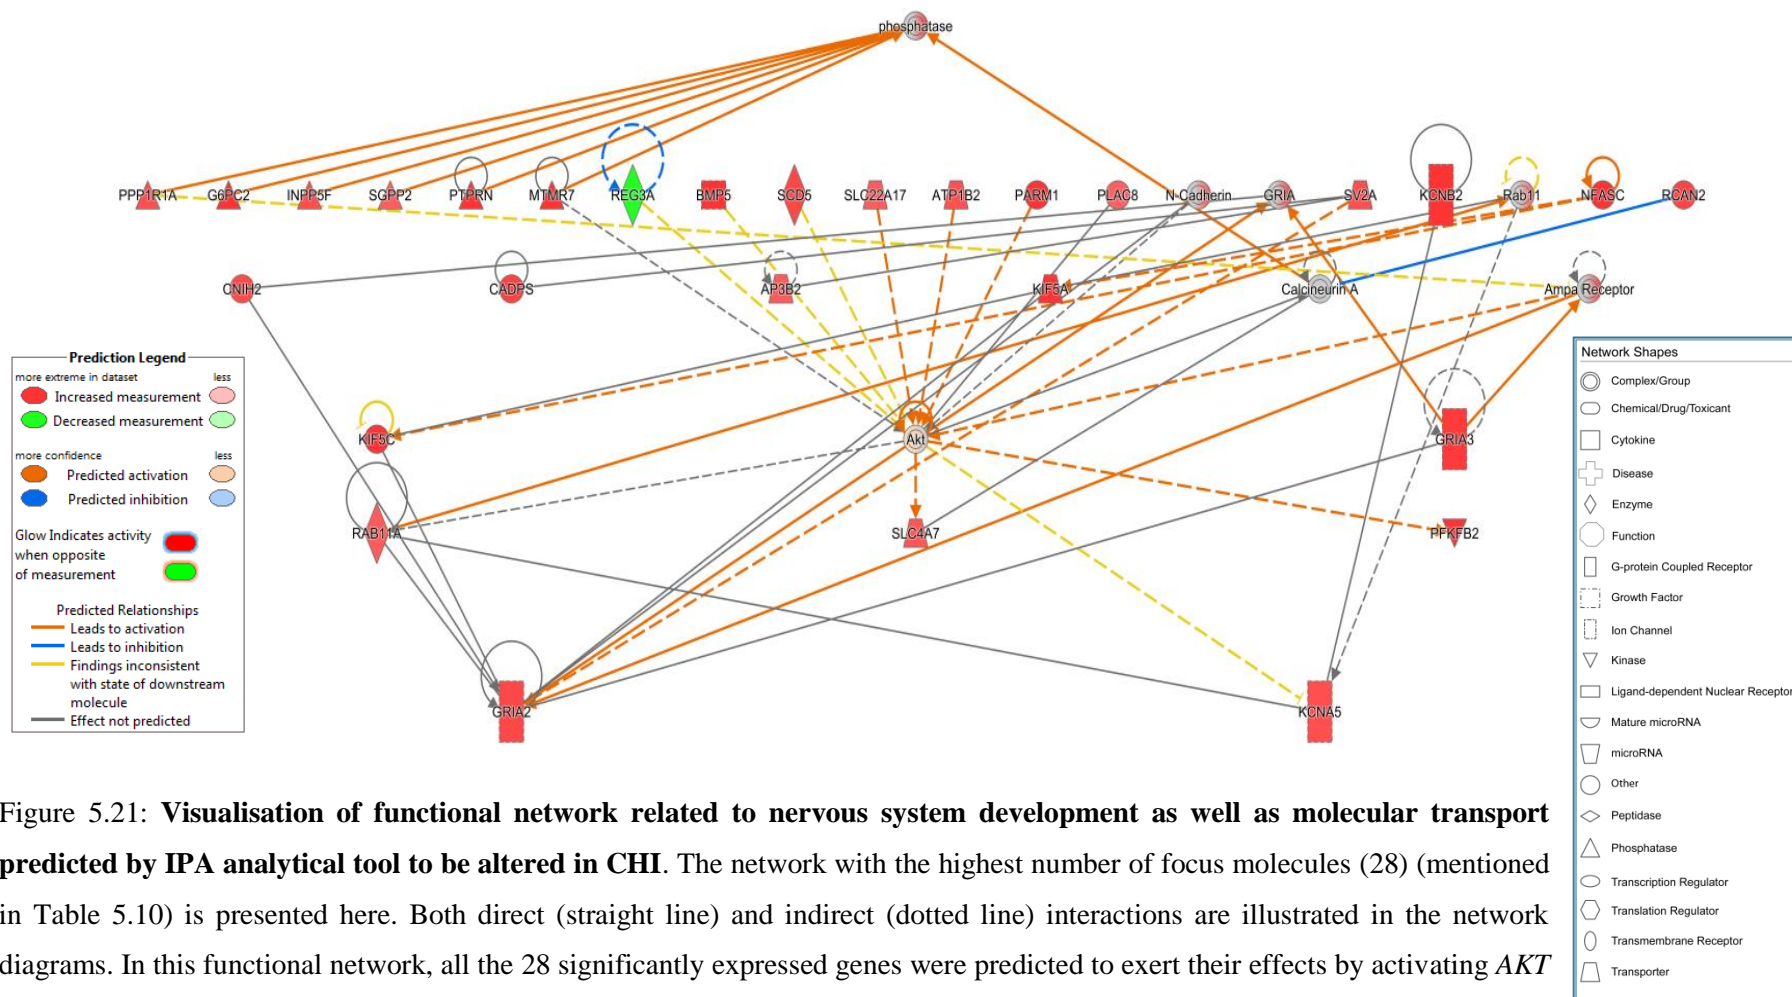 phosphatase
PPP1R1A
G6PC2
INPP5F
SGPP2
PTPRN
MTMR7
REG3A
BMP5
SCD5
SLC22A17
ATP1B2
PARM1
PLAC8
N-Cadherin
GRIA
SV2A
KCNB2
Rab11
NFASC
RCAN2
CNIH2
CADPS
AP3B2
KIF5A
Calcineurin A
Ampa Receptor
KIF5C
Akt
GRIA3
RAB11A
SLC4A7
PFKFB2
GRIA2
KCNA5
Prediction Legend
more extreme in dataset less
Increased measurement
Decreased measurement
more confidence less
Predicted activation
Predicted inhibition
Glow Indicates activity
when opposite
of measurement
Predicted Relationships
Leads to activation
Leads to inhibition
Findings inconsistent
with state of downstream
molecule
Effect not predicted
Network Shapes
Complex/Group
Chemical/Drug/Toxicant
Cytokine
Disease
Enzyme
Function
G-protein Coupled Receptor
Growth Factor
Ion Channel
Kinase
Ligand-dependent Nuclear Receptor
Mature microRNA
microRNA
Other
Peptidase
Phosphatase
Transcription Regulator
Translation Regulator
Transmembrane Receptor
Transporter
Figure 5.21: Visualisation of functional network related to nervous system development as well as molecular transport
predicted by IPA analytical tool to be altered in CHI. The network with the highest number of focus molecules (28) (mentioned
in Table 5.10) is presented here. Both direct (straight line) and indirect (dotted line) interactions are illustrated in the network
diagrams. In this functional network, all the 28 significantly expressed genes were predicted to exert their effects by activating AKT